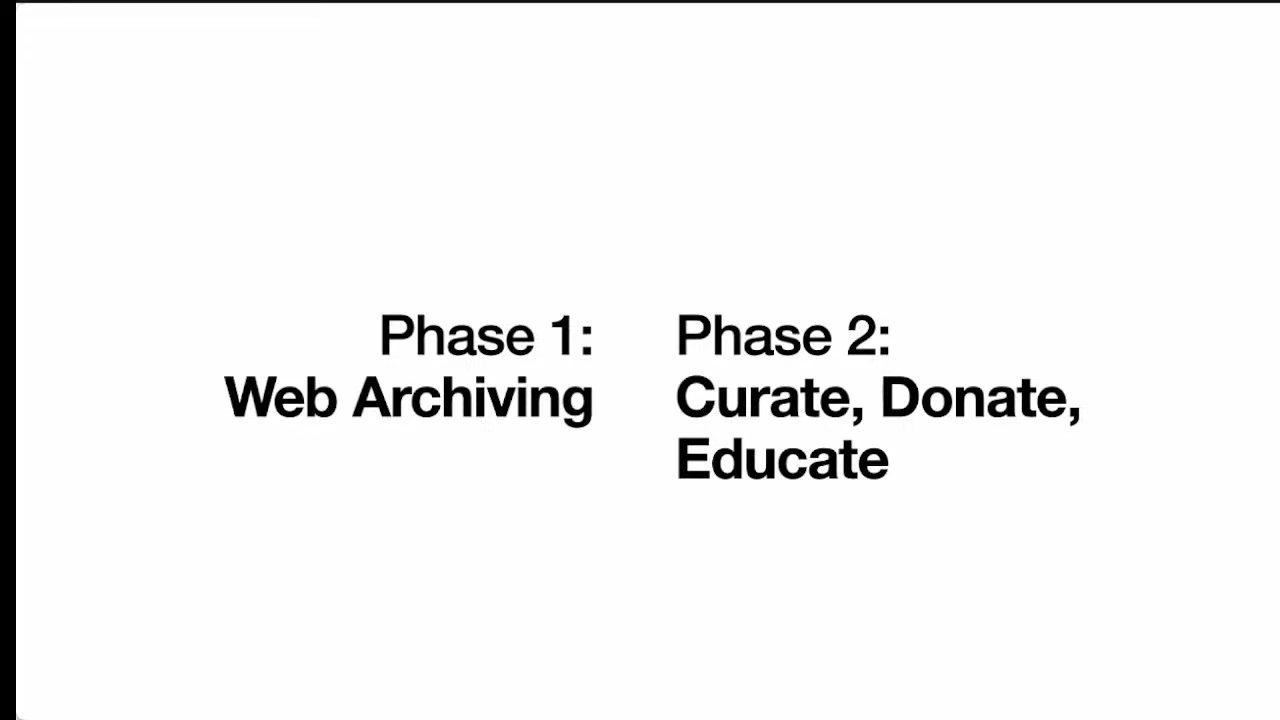 Phase 1:
Web Archiving
Phase 2:
Curate, Donate,
Educate